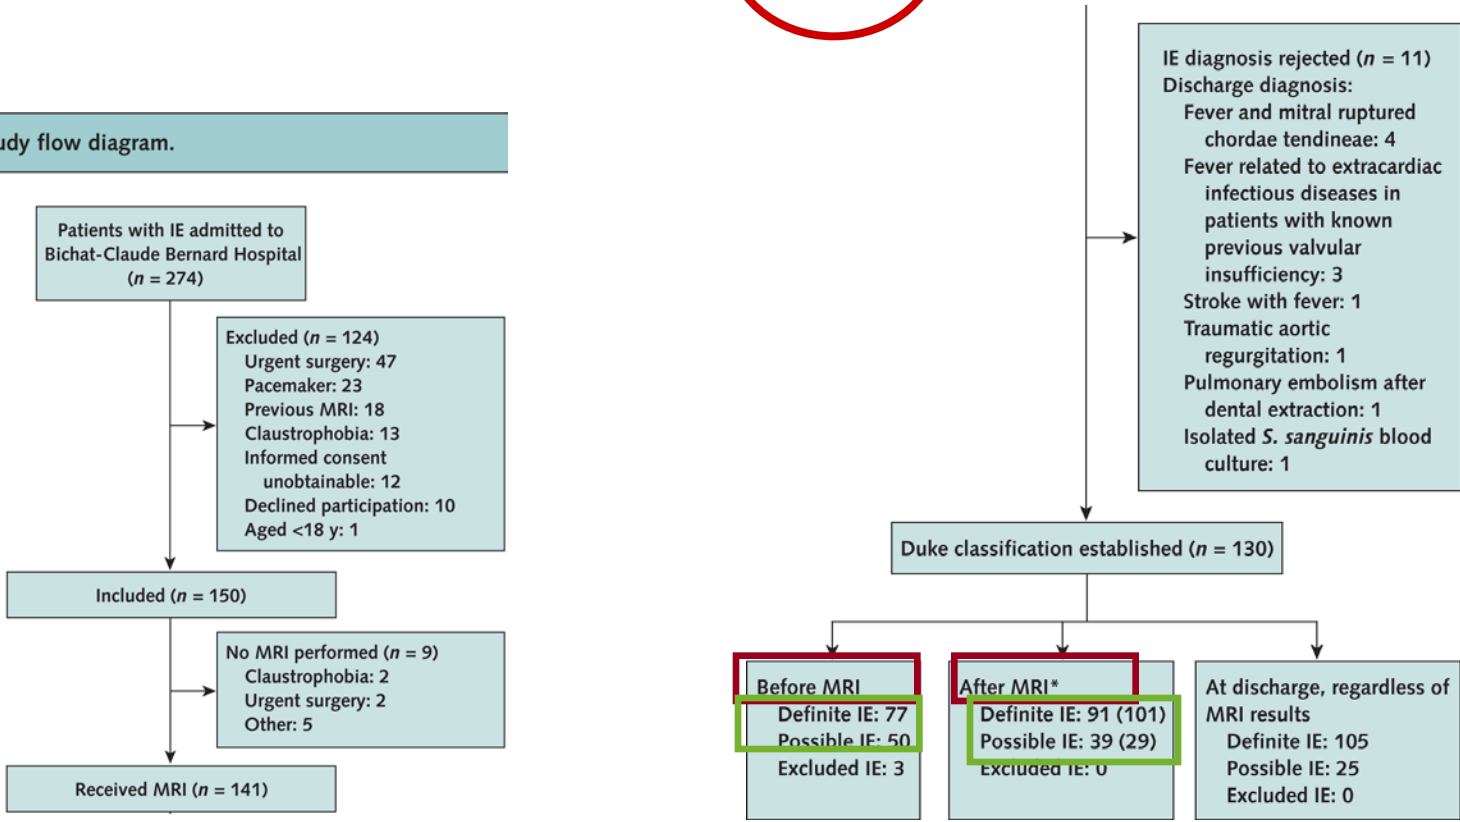 udy flow diagram.
Patients with IE admitted to
Bichat-Claude Bernard Hospital
(n = 274)
Excluded (n = 124)
Urgent surgery: 47
Pacemaker: 23
Previous MRI: 18
Claustrophobia: 13
Informed consent
unobtainable: 12
Declined participation: 10
Aged <18 y: 1
Included (n = 150)
No MRI performed (n = 9)
Claustrophobia: 2
Urgent surgery: 2
Other: 5
Received MRI (n = 141)
IE diagnosis rejected (n = 11)
Discharge diagnosis:
Fever and mitral ruptured
chordae tendineae: 4
Fever related to extracardiac
infectious diseases in
patients with known
previous valvular
insufficiency: 3
Stroke with fever: 1
Traumatic aortic
regurgitation: 1
Pulmonary embolism after
dental extraction: 1
Isolated S. sanguinis blood
culture: 1
Duke classification established (n = 130)
Before MRI
Definite IE: 77
Possible IE: 50
Excluded IE: 3
After MRI*
Definite IE: 91 (101)
Possible IE: 39 (29)
Excluded IE: 0
At discharge, regardless of
MRI results
Definite IE: 105
Possible IE: 25
Excluded IE: 0